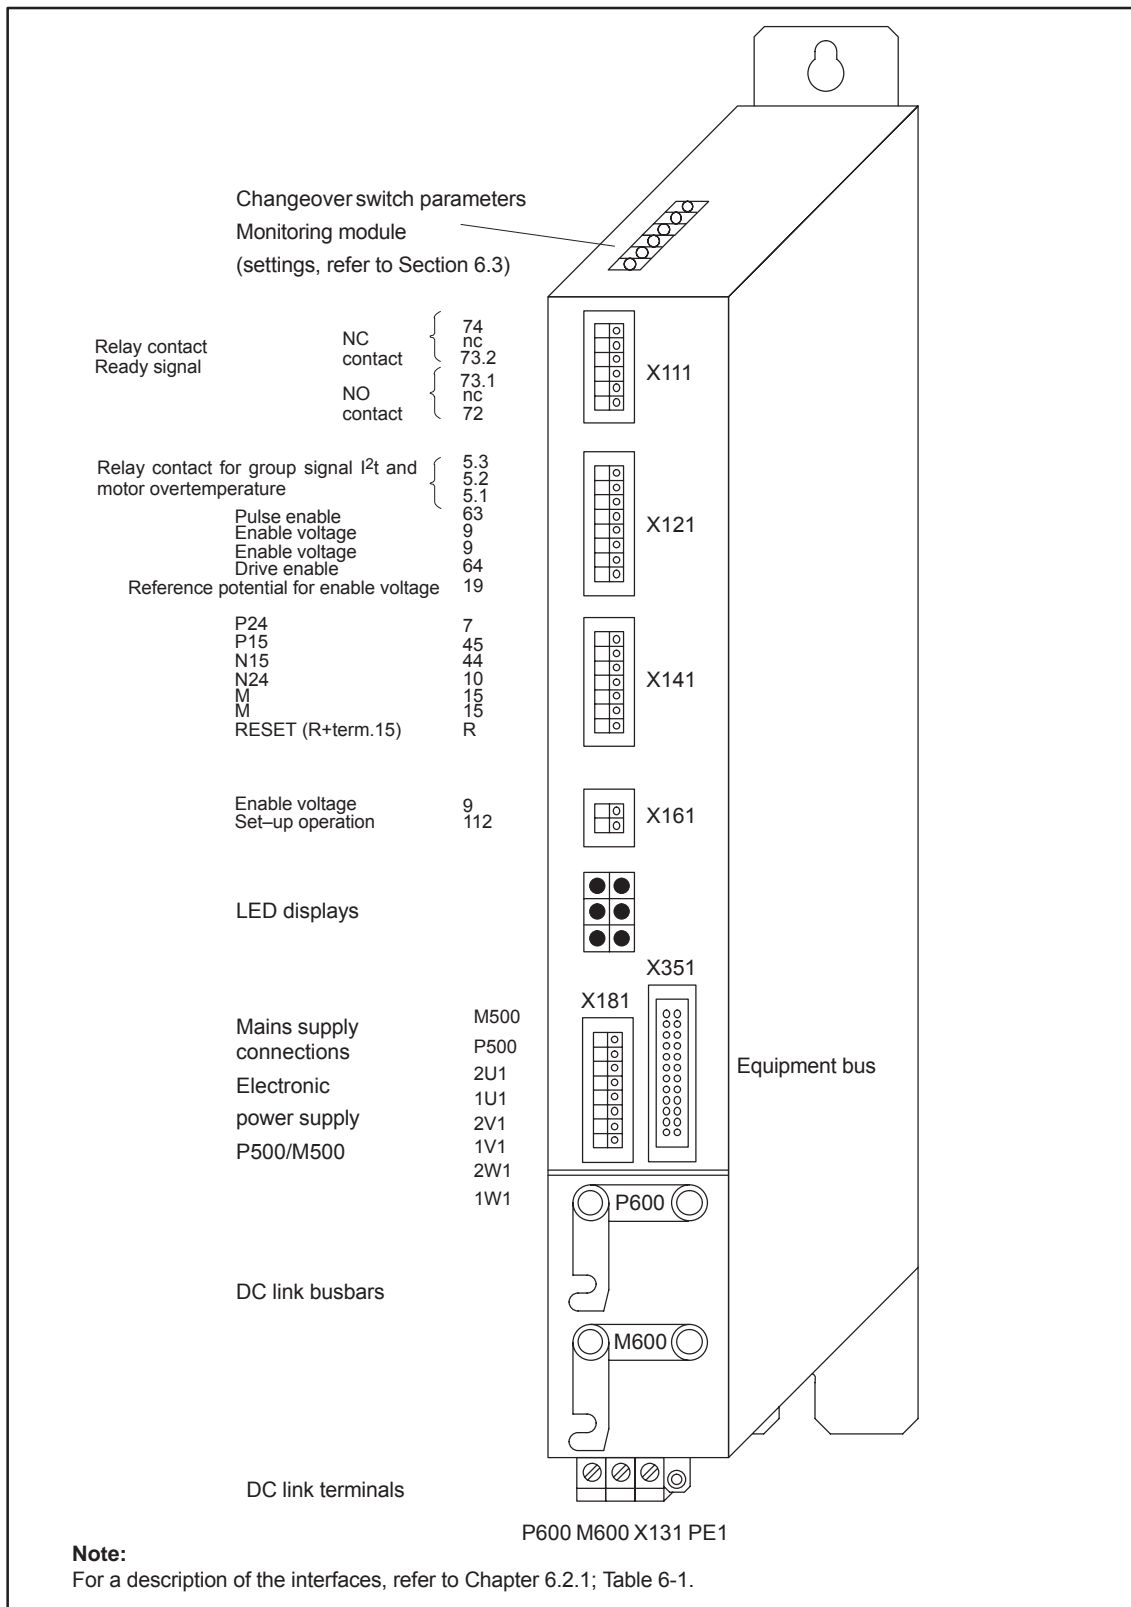 Changeover switch parameters
Monitoring module
(settings, refer to Section 6.3)
Relay contact
Ready signal
NC
contact
74
nc
73.2
NO
contact
73.1
nc
72
X111
Relay contact for group signal I2t and
motor overtemperature
5.3
5.2
5.1
Pulse enable 63
Enable voltage 9
Enable voltage 9
Drive enable 64
Reference potential for enable voltage 19
X121
P24 7
P15 45
N15 44
N24 10
M 15
M 15
RESET (R+term.15) R
X141
Enable voltage 9
Set–up operation 112
X161
LED displays
X351
X181
Mains supply
connections
Electronic
power supply
P500/M500
M500
P500
2U1
1U1
2V1
1V1
2W1
1W1
Equipment bus
P600
DC link busbars
M600
DC link terminals
P600 M600 X131 PE1
Note:
For a description of the interfaces, refer to Chapter 6.2.1; Table 6-1.